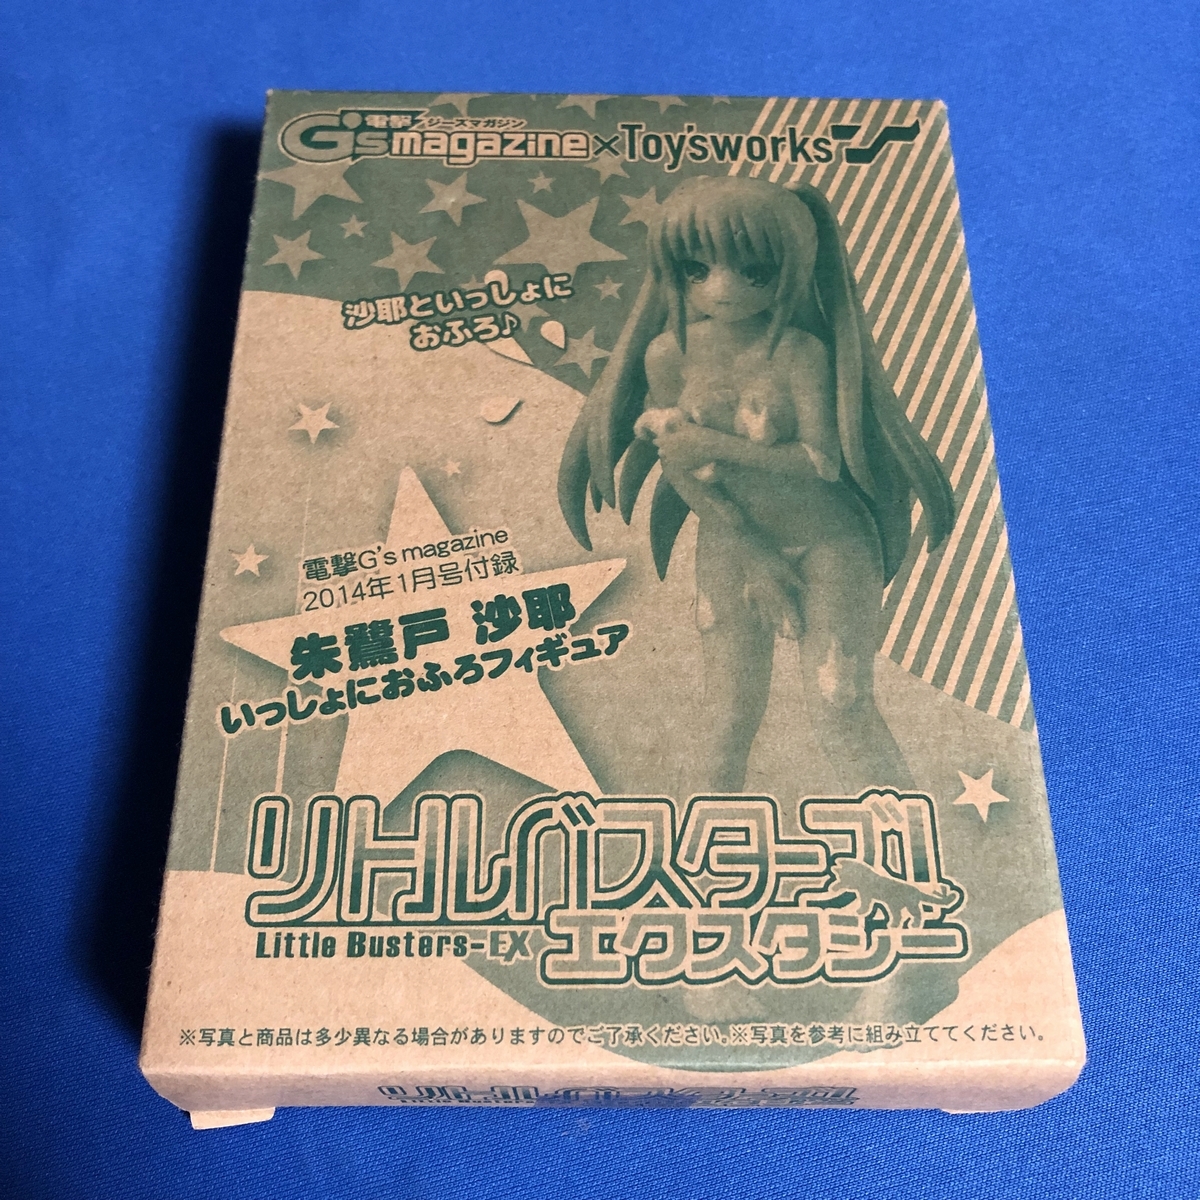 電撃 ジーズマガジン
G's magazine×Toy'sworks
沙耶といっしょに
おふろ♪
電撃G's magazine
2014年1月号付録
朱鷺戸 沙耶
いっしょにおふろフィギュア
リトルバスターズ!
エクスタシー
Little Busters-EX
※写真と商品は多少異なる場合がありますのでご了承ください。※写真を参考に組み立ててください。